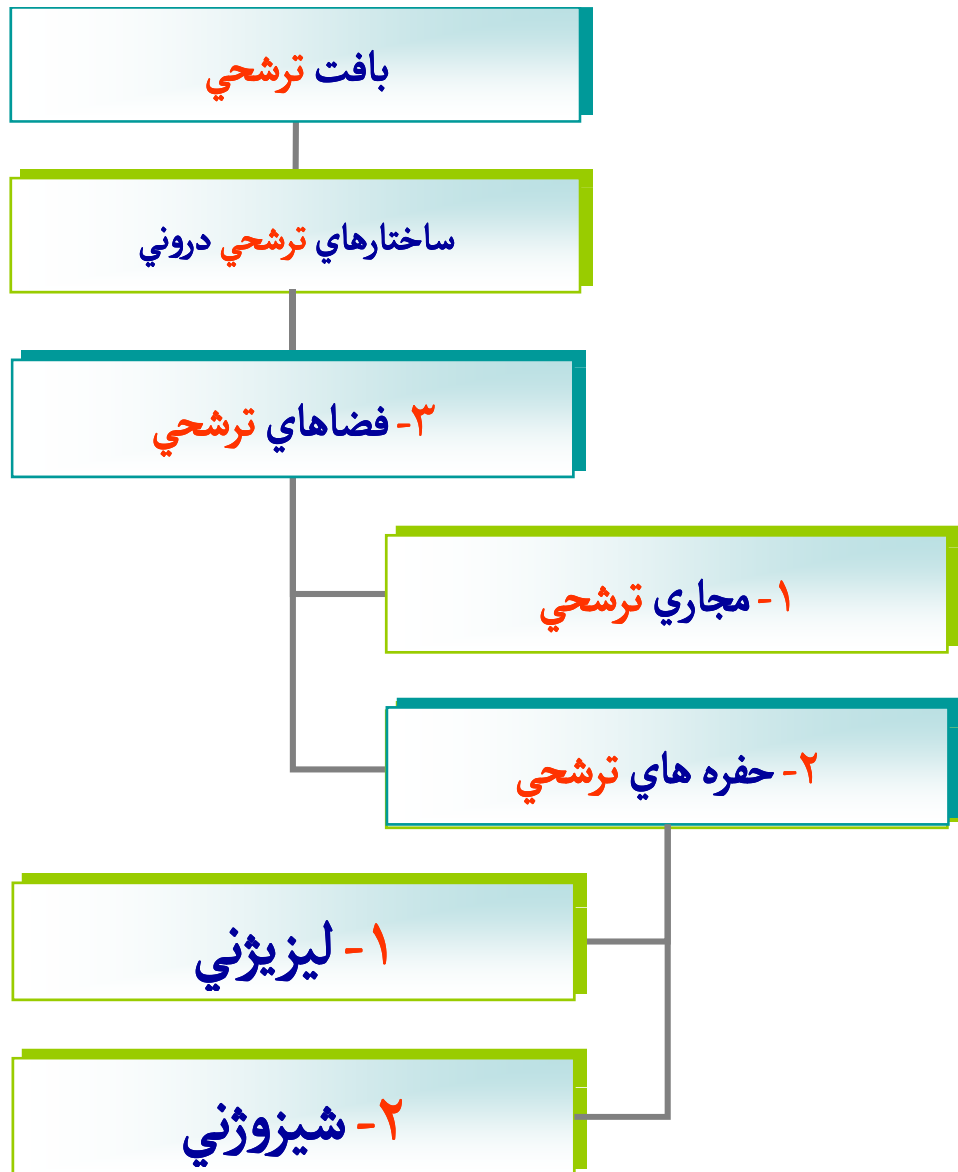 بافت ترشحي
ساختارهاي ترشحي دروني
۳- فضاهاي ترشحي
۱- مجاري ترشحي
۲- حفره هاي ترشحي
۱- ليزيژني
۲- شيزوژني